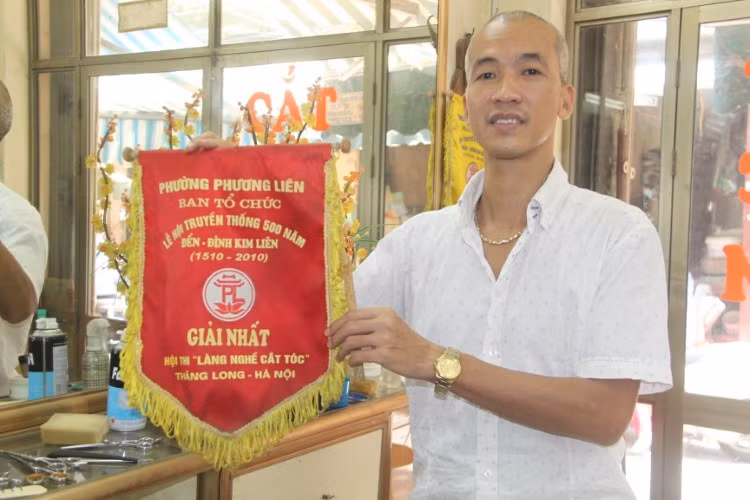 CẮT
PHƯỜNG PHƯƠNG LIÊN
BAN TỔ CHỨC
LỄ HỘI TRUYỀN THỐNG 500 NĂM
ĐỀN - ĐÌNH KIM LIÊN
(1510 - 2010)
PL
GIẢI NHẤT
HỘI THI "LÀNG NGHỀ CẮT TÓC"
THĂNG LONG - HÀ NỘI